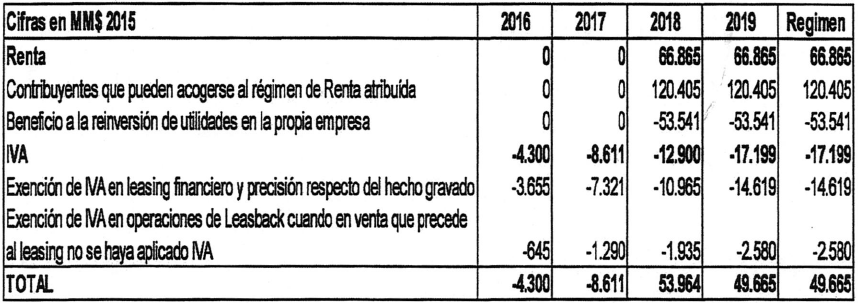 Cifras en MM$ 2015 2016 2017 2018 2019 Regimen
Renta 0 0 66.865 66.865 66.865
Contribuyentes que pueden acogerse al régimen de Renta atribuída 0 0 120.405 120.405 120.405
Beneficio a la reinversión de utilidades en la propia empresa 0 0 -53.541 -53.541 -53.541
IVA -4.300 -8.611 -12.900 -17.199 -17.199
Exención de IVA en leasing financiero y precisión respecto del hecho gravado -3.655 -7.321 -10.965 -14.619 -14.619
Exención de IVA en operaciones de Leasback cuando en venta que precede
al leasing no se haya aplicado IVA -645 -1.290 -1.935 -2.580 -2.580
TOTAL -4.300 -8.611 53.964 49.665 49.665